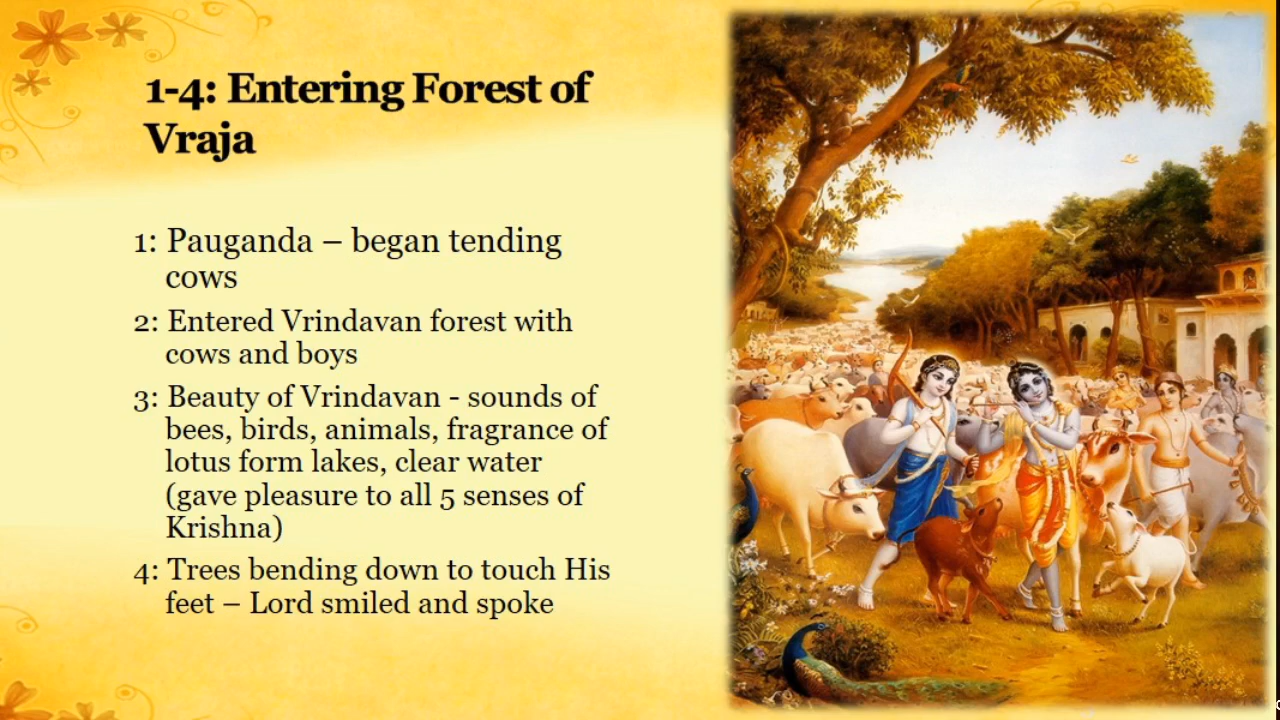 1-4: Entering Forest of
Vraja
1: Pauganda – began tending
cows
2: Entered Vrindavan forest with
cows and boys
3: Beauty of Vrindavan - sounds of
bees, birds, animals, fragrance of
lotus form lakes, clear water
(gave pleasure to all 5 senses of
Krishna)
4: Trees bending down to touch His
feet – Lord smiled and spoke